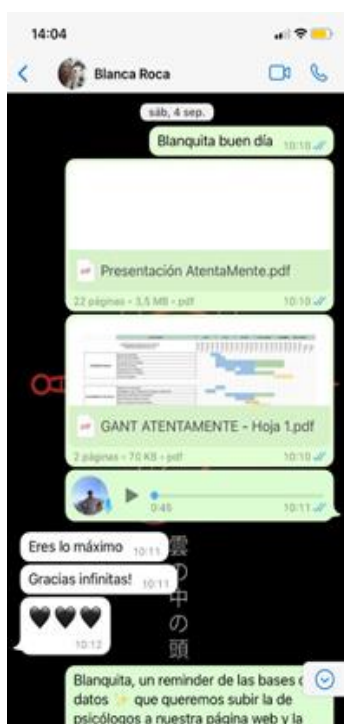 14:04
Blanca Roca
sáb, 4 sep.
Blanquita buen día 10:10
Presentación AtentaMente.pdf
22 páginas • 3,5 MB • pdf 10:10
GANT ATENTAMENTE - Hoja 1.pdf
2 páginas • 70 KB • pdf 10:10
0:45 10:11
Eres lo máximo 10:11
Gracias infinitas! 10:11
🖤🖤🖤
10:12
雲
の
中
の
頭
Blanquita, un reminder de las bases
datos ✨ que queremos subir la de
psicólogos a nuestra página web y la